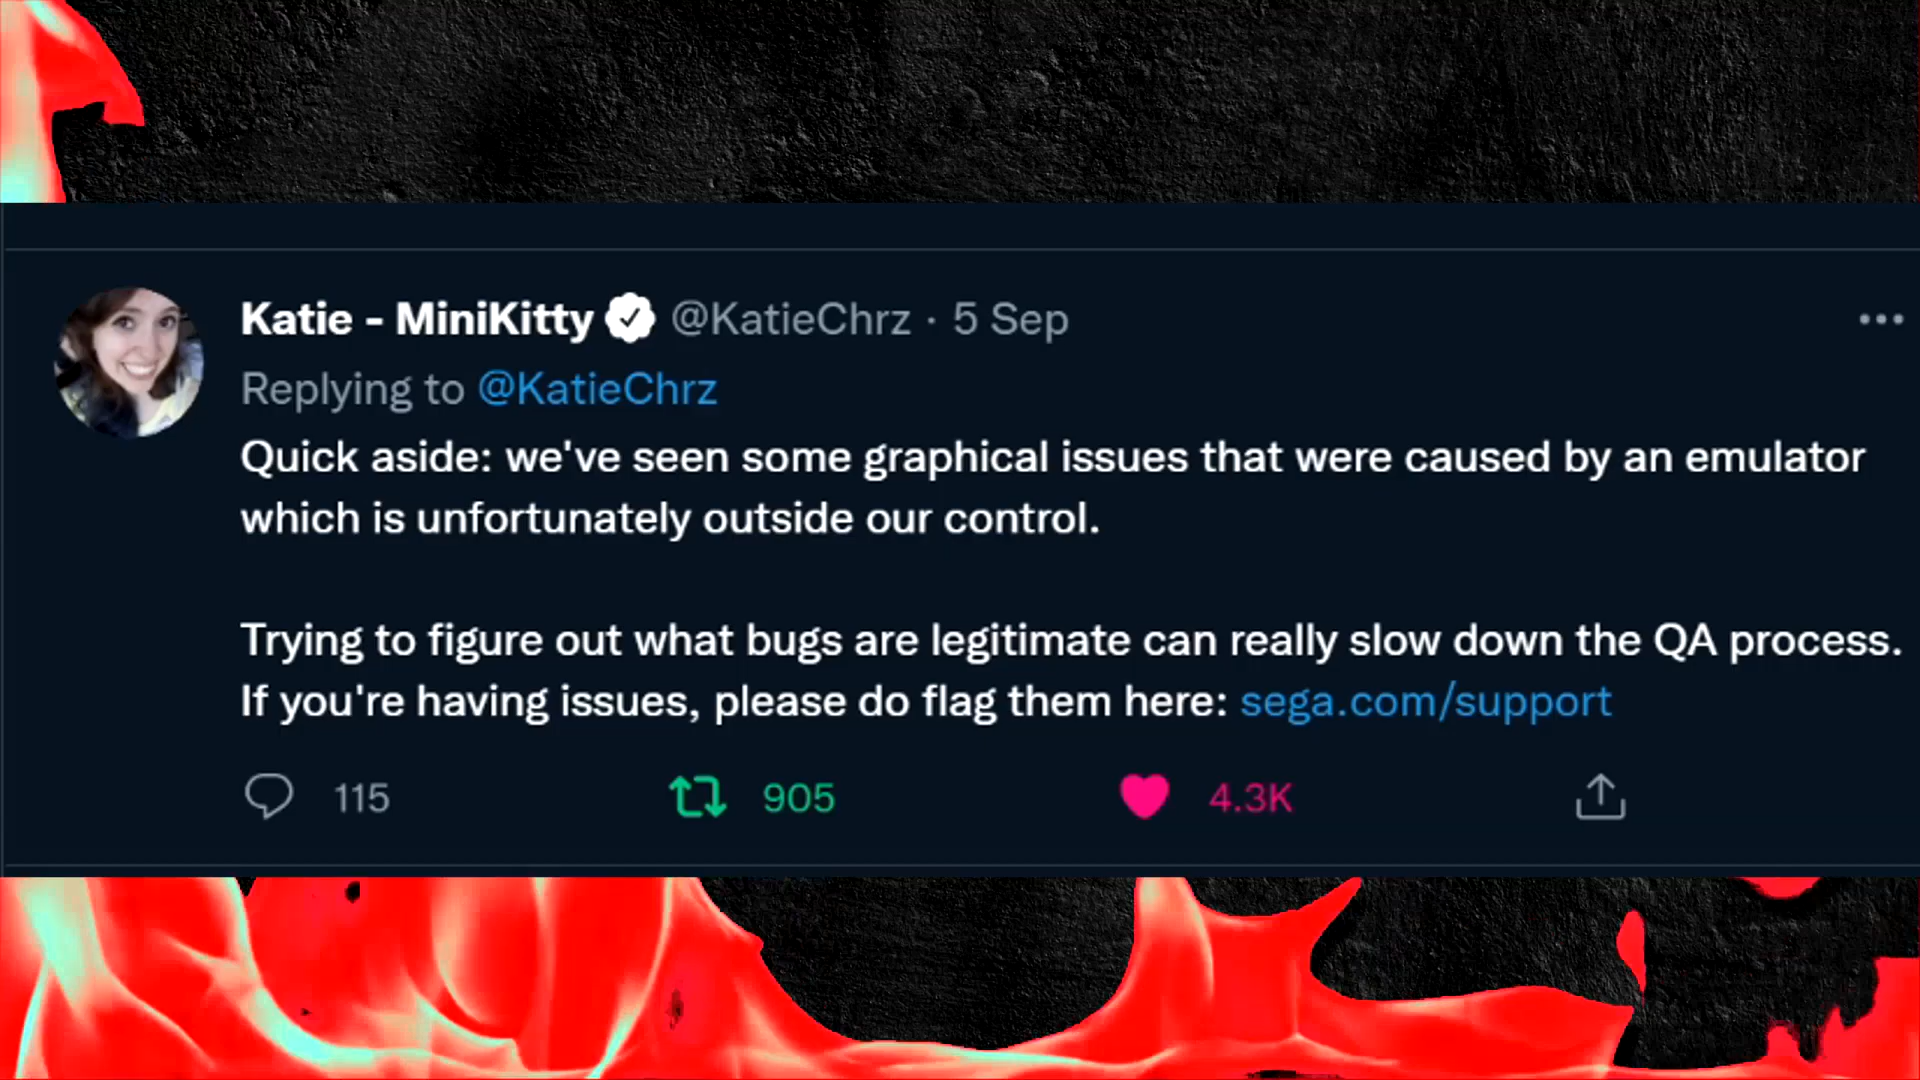 Katie - MiniKitty @KatieChrz · 5 Sep
Replying to @KatieChrz
Quick aside: we've seen some graphical issues that were caused by an emulator
which is unfortunately outside our control.
Trying to figure out what bugs are legitimate can really slow down the QA process.
If you're having issues, please do flag them here: sega.com/support
115 905 4.3K